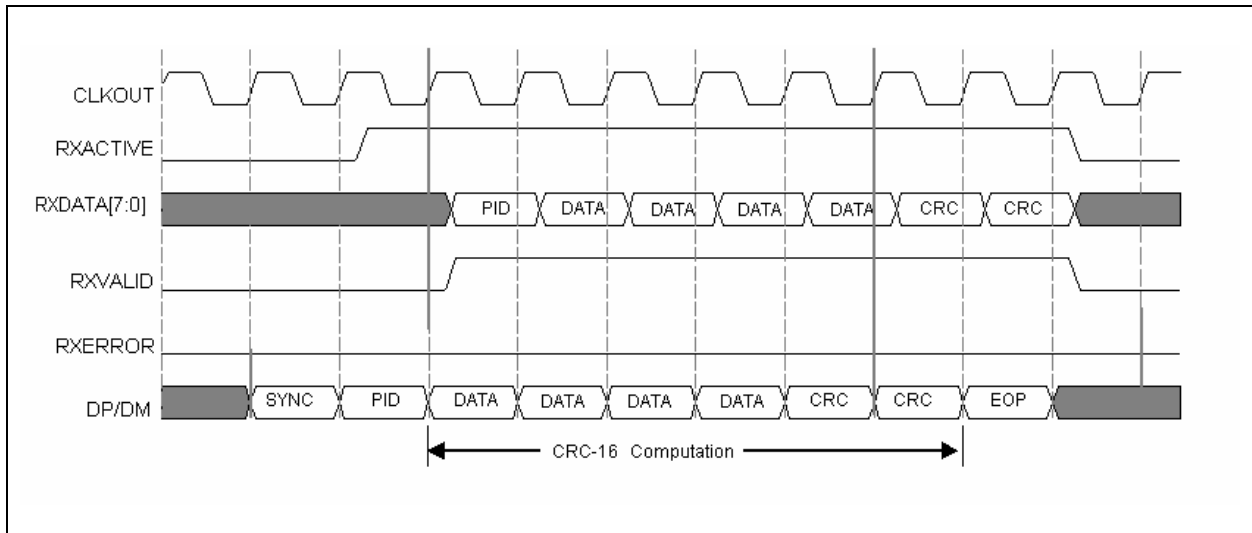 CLKOUT
RXACTIVE
RXDATA[7:0] PID DATA DATA DATA DATA CRC CRC
RXVALID
RXERROR
DP/DM SYNC PID DATA DATA DATA DATA CRC CRC EOP
CRC-16 Computation